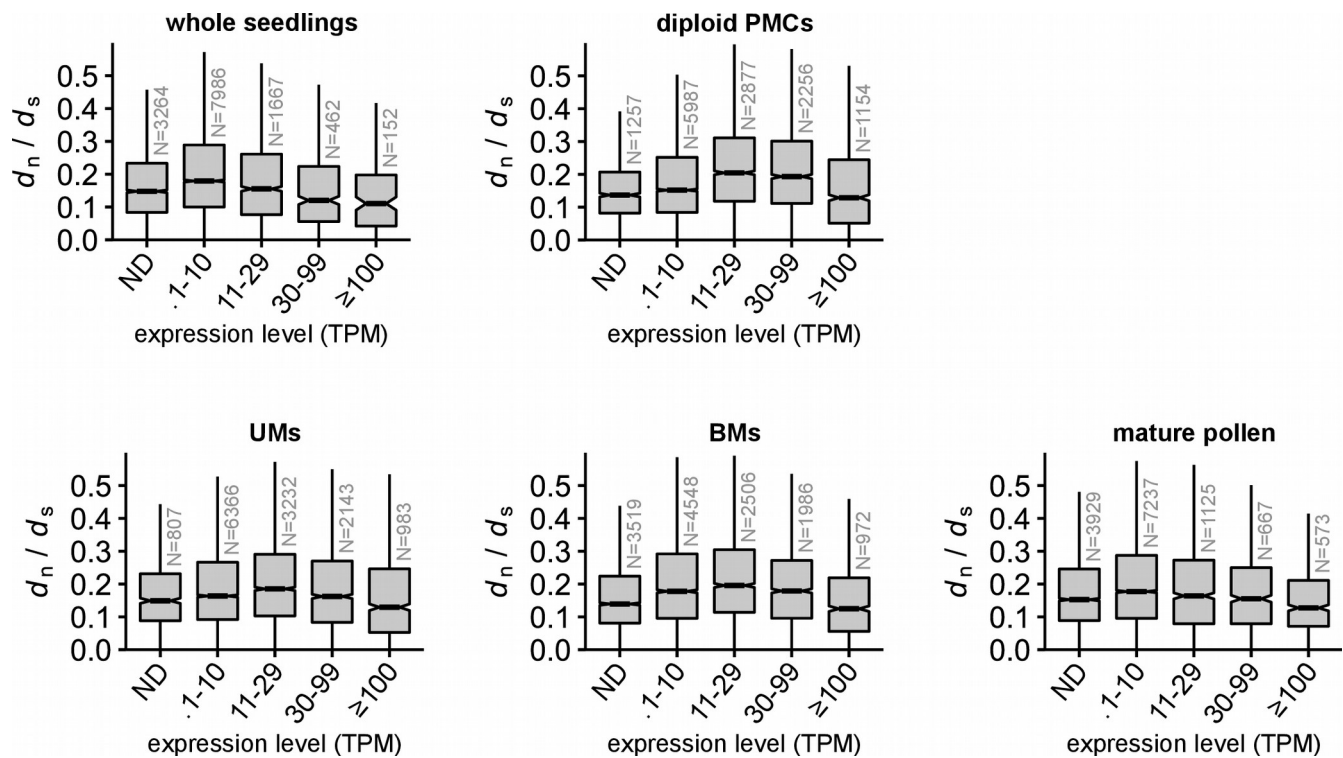 whole seedlings
dn / ds
0.5
0.4
0.3
0.2
0.1
0.0
N=3264
N=7986
N=1667
N=462
N=152
ND
.1-10
11-29
30-99
≥100
expression level (TPM)
diploid PMCs
dn / ds
0.5
0.4
0.3
0.2
0.1
0.0
N=1257
N=5987
N=2877
N=2256
N=1154
ND
.1-10
11-29
30-99
≥100
expression level (TPM)
UMs
dn / ds
0.5
0.4
0.3
0.2
0.1
0.0
N=807
N=6366
N=3232
N=2143
N=983
ND
.1-10
11-29
30-99
≥100
expression level (TPM)
BMs
dn / ds
0.5
0.4
0.3
0.2
0.1
0.0
N=3519
N=4548
N=2506
N=1986
N=972
ND
.1-10
11-29
30-99
≥100
expression level (TPM)
mature pollen
dn / ds
0.5
0.4
0.3
0.2
0.1
0.0
N=3929
N=7237
N=1125
N=667
N=573
ND
.1-10
11-29
30-99
≥100
expression level (TPM)